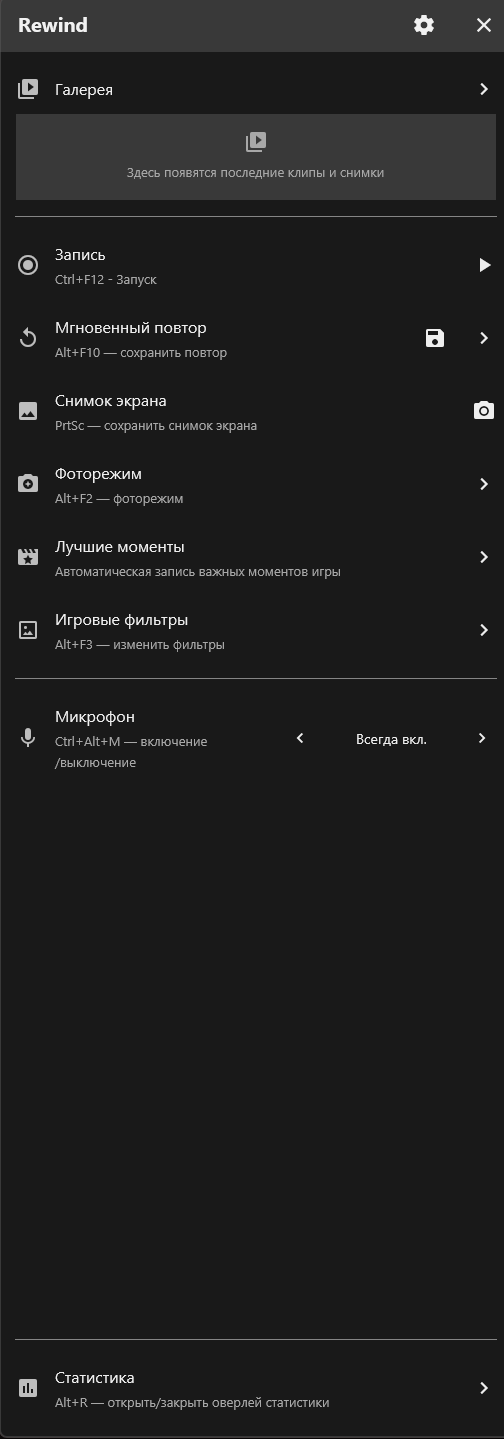 Rewind
Галерея
Здесь появятся последние клипы и снимки
Запись
Ctrl+F12 - Запуск
Мгновенный повтор
Alt+F10 — сохранить повтор
Снимок экрана
PrtSc — сохранить снимок экрана
Фоторежим
Alt+F2 — фоторежим
Лучшие моменты
Автоматическая запись важных моментов игры
Игровые фильтры
Alt+F3 — изменить фильтры
Микрофон
Ctrl+Alt+M — включение
/выключение
Всегда вкл.
Статистика
Alt+R — открыть/закрыть оверлей статистики